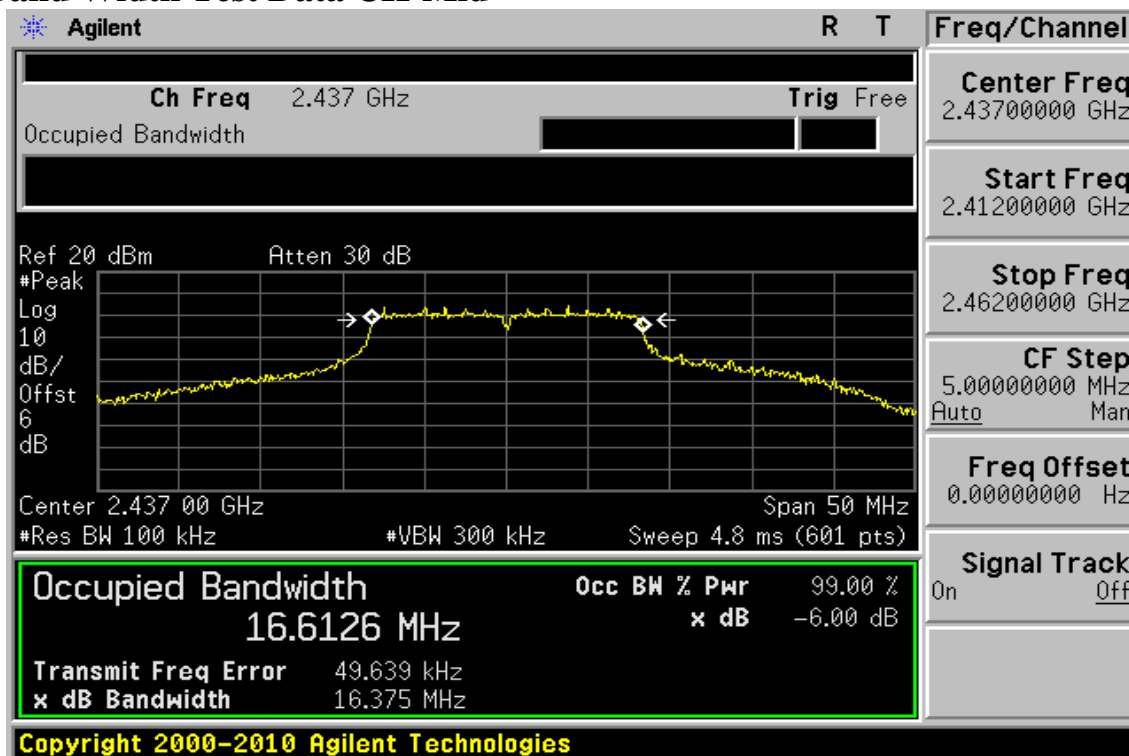 Agilent R T Freq/Channel
Ch Freq 2.437 GHz Trig Free
Occupied Bandwidth
Center Freq
2.43700000 GHz
Start Freq
2.41200000 GHz
Stop Freq
2.46200000 GHz
CF Step
5.00000000 MHz
Auto Man
Freq Offset
0.00000000 Hz
Signal Track
On Off
Ref 20 dBm Atten 30 dB
#Peak
Log
10
dB/
Offst
6
dB
Center 2.437 00 GHz Span 50 MHz
#Res BW 100 kHz #VBW 300 kHz Sweep 4.8 ms (601 pts)
Occupied Bandwidth Occ BW % Pwr 99.00 %
16.6126 MHz x dB -6.00 dB
Transmit Freq Error 49.639 kHz
x dB Bandwidth 16.375 MHz
Copyright 2000-2010 Agilent Technologies